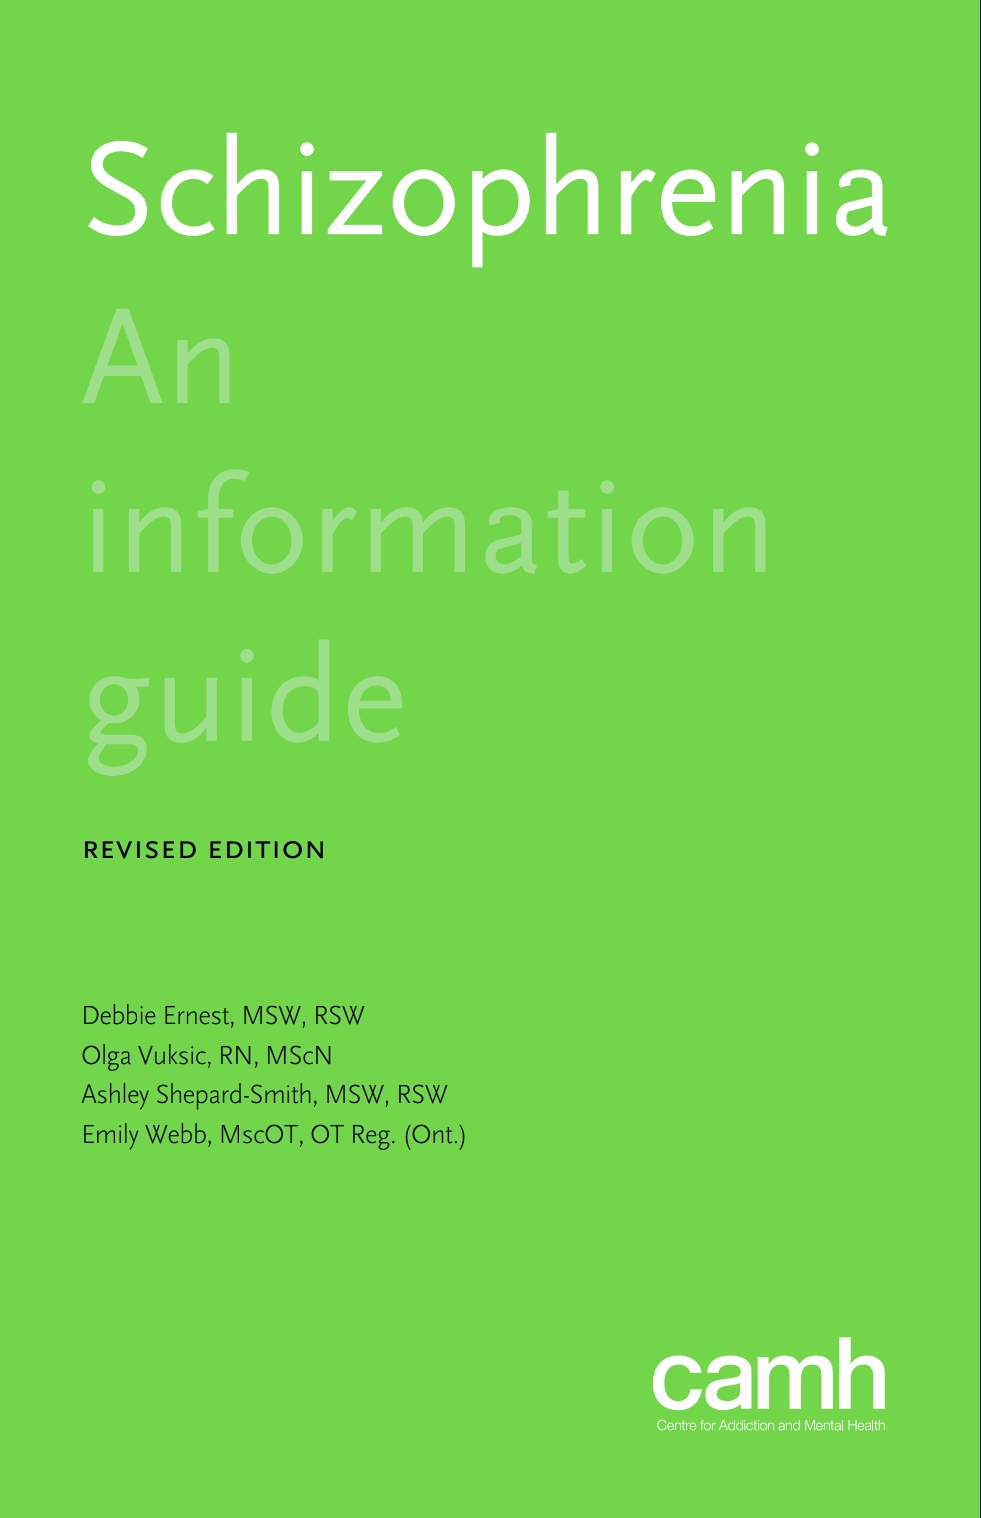 Schizophrenia
An
information
guide
REVISED EDITION
Debbie Ernest, MSW, RSW
Olga Vuksic, RN, MScN
Ashley Shepard-Smith, MSW, RSW
Emily Webb, MscOT, OT Reg. (Ont.)
camh
Centre for Addiction and Mental Health